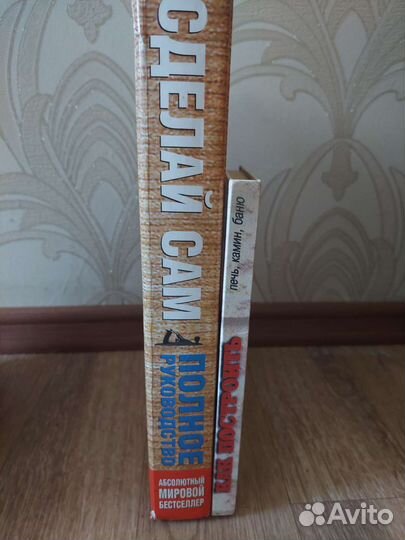 СДЕЛАЙ САМ
ПОЛНОЕ
РУКОВОДСТВО
АБСОЛЮТНЫЙ
МИРОВОЙ
БЕСТСЕЛЛЕР
КАК ПОСТРОИТЬ
печь, камин, баню
Avito